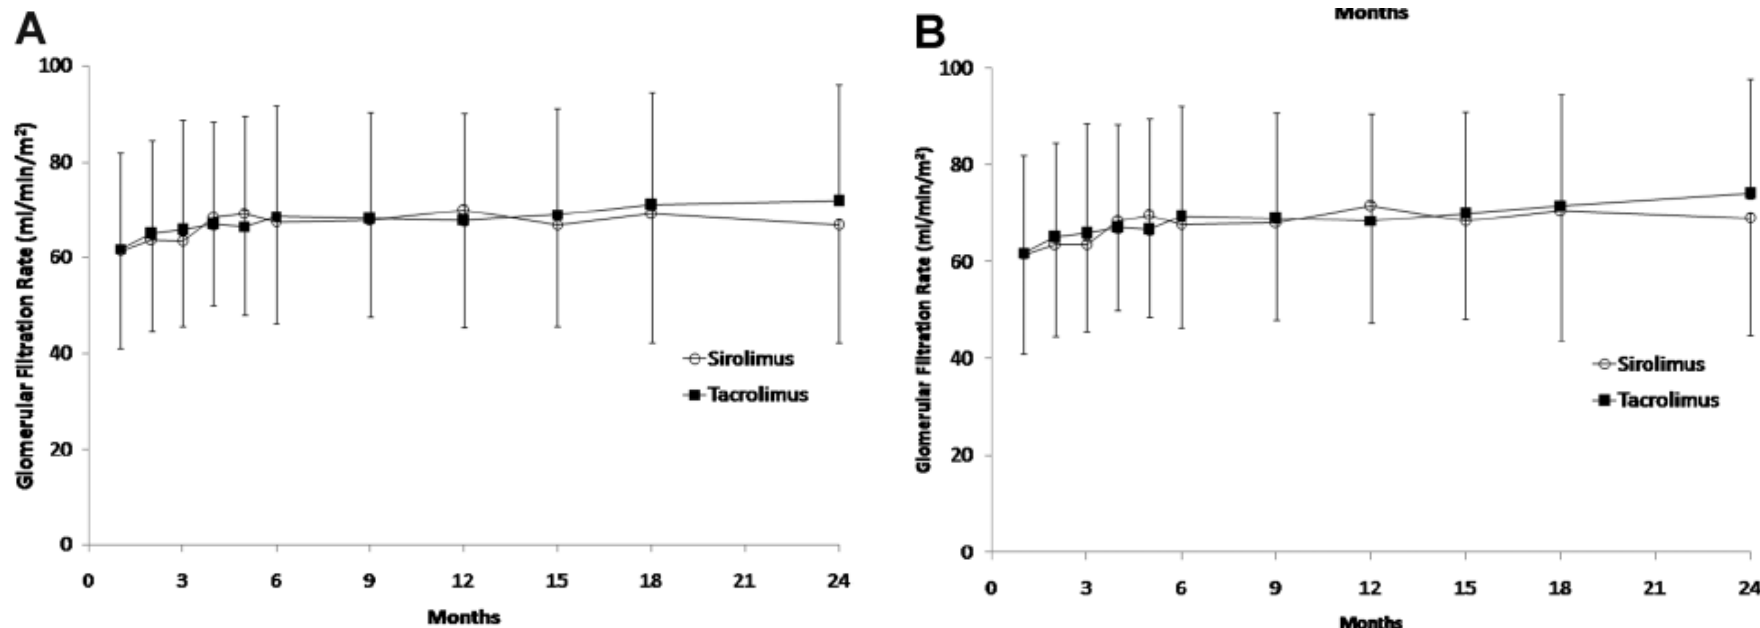 A
Glomerular Filtration Rate (ml/min/m²)
100
80
60
40
20
0
0 3 6 9 12 15 18 21 24
Months
Sirolimus
Tacrolimus
Months
B
Glomerular Filtration Rate (ml/min/m²)
100
80
60
40
20
0
0 3 6 9 12 15 18 21 24
Months
Sirolimus
Tacrolimus